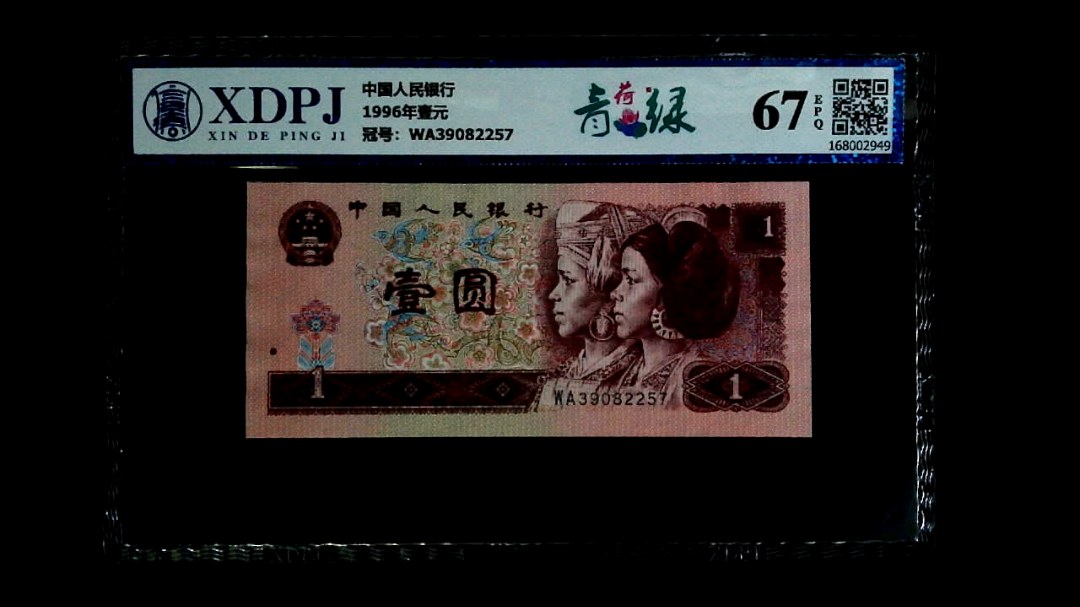 XDPJ
XIN DE PING JI
中国人民银行
1996年壹元
冠号：WA39082257
青荷绿
67
EPQ
168002949
中国人民银行
1
壹圆
1
WA39082257
1